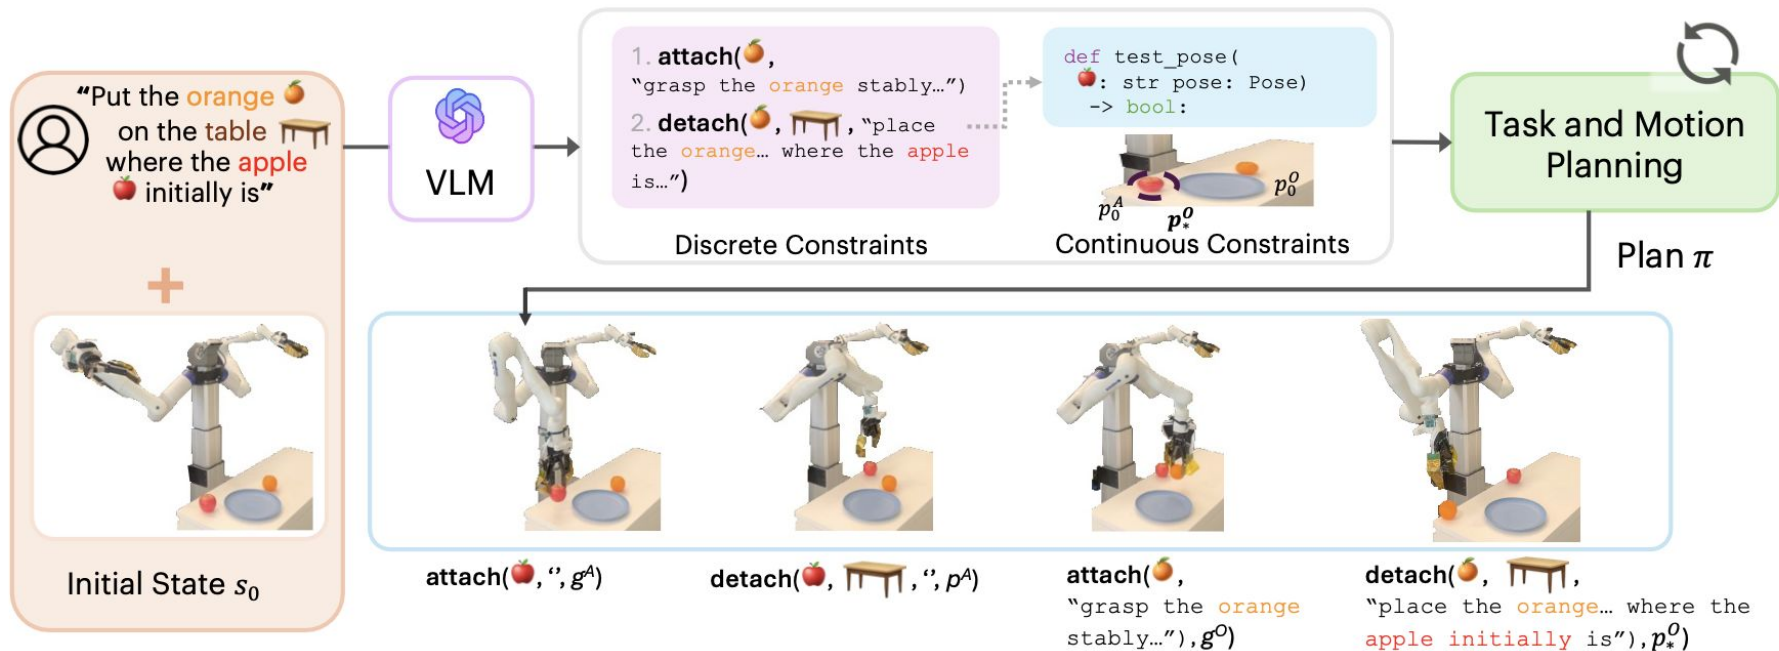 “Put the orange
on the table
where the apple
initially is”
Initial State s₀
VLM
1. attach( ,
“grasp the orange stably…”)
2. detach( , , “place
the orange… where the apple
is…”)
Discrete Constraints
def test_pose(
: str pose: Pose)
-> bool:
p₀ᴬ
p₊ᴼ
p₀ᴼ
Continuous Constraints
Task and Motion
Planning
Plan π
attach( , ‘’, gᴬ)
detach( , , ‘’, pᴬ)
attach( ,
“grasp the orange
stably…”), gᴼ)
detach( , ,
“place the orange… where the
apple initially is”), p*ᴼ)